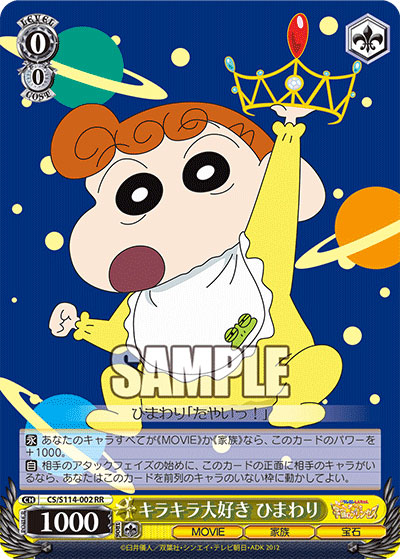 LEVEL
0
0
COST
SAMPLE
ひまわり「たやいっ！」
永 あなたのキャラすべてが《MOVIE》か《家族》なら、このカードのパワーを
＋1000。
自 相手のアタックフェイズの始めに、このカードの正面に相手のキャラがい
るなら、あなたはこのカードを前列のキャラのいない枠に動かしてよい。
CS/S114-002 RR
1000
キラキラ大好き ひまわり
MOVIE 家族 宝石
©臼井儀人／双葉社・シンエイ・テレビ朝日・ADK 2012